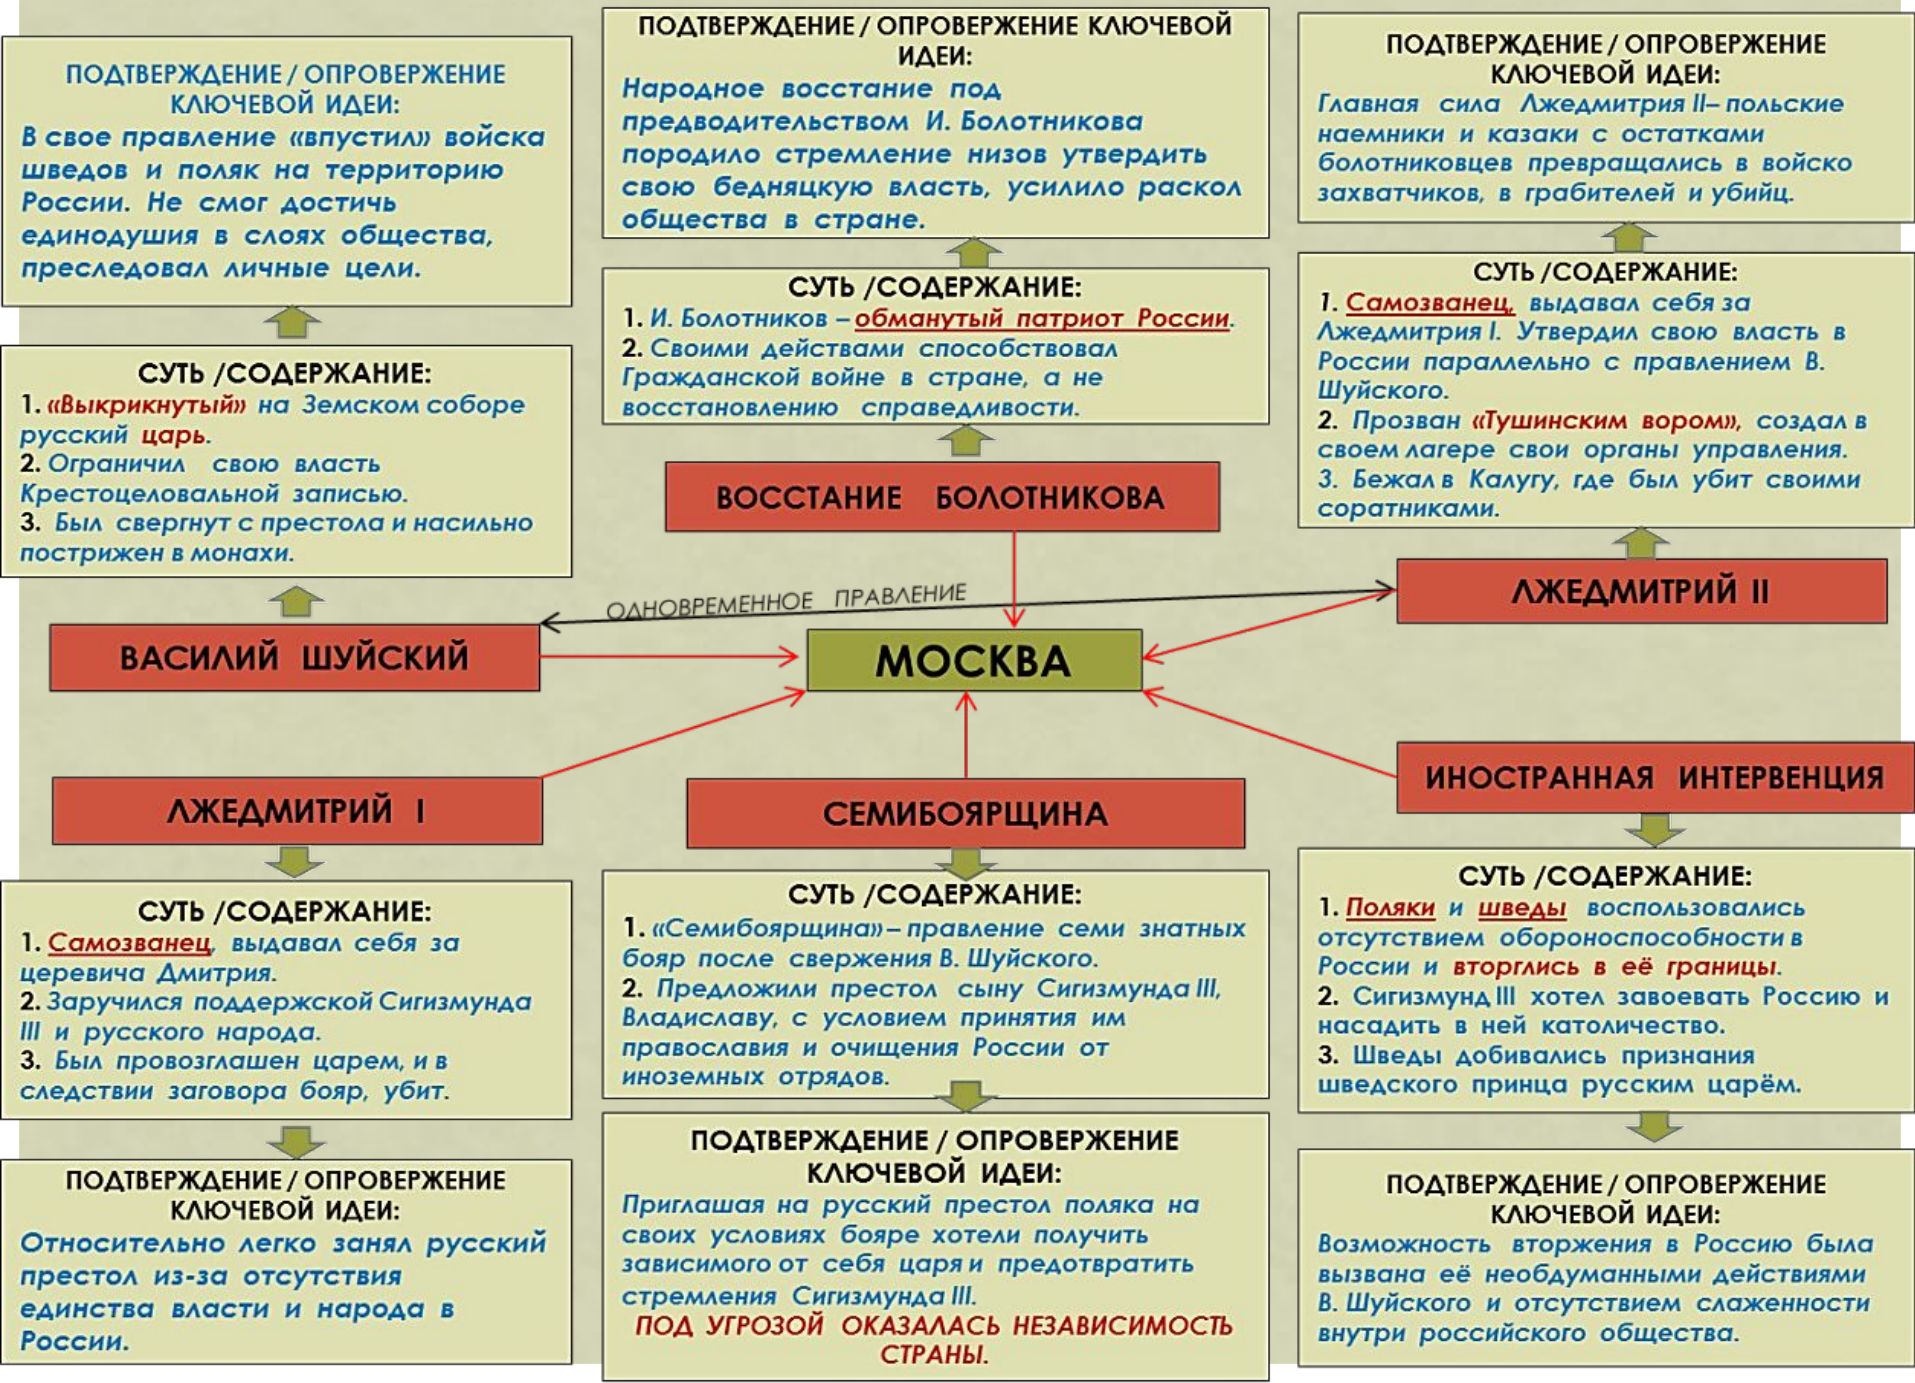 ПОДТВЕРЖДЕНИЕ / ОПРОВЕРЖЕНИЕ
КЛЮЧЕВОЙ ИДЕИ:
В свое правление «впустил» войска
шведов и поляк на территорию
России. Не смог достичь
единодушия в слоях общества,
преследовал личные цели.
СУТЬ /СОДЕРЖАНИЕ:
1. «Выкрикнутый» на Земском соборе
русский царь.
2. Ограничил свою власть
Крестоцеловальной записью.
3. Был свергнут с престола и насильно
пострижен в монахи.
ВАСИЛИЙ ШУЙСКИЙ
ПОДТВЕРЖДЕНИЕ / ОПРОВЕРЖЕНИЕ КЛЮЧЕВОЙ
ИДЕИ:
Народное восстание под
предводительством И. Болотникова
породило стремление низов утвердить
свою бедняцкую власть, усилило раскол
общества в стране.
СУТЬ /СОДЕРЖАНИЕ:
1. И. Болотников – обманутый патриот России.
2. Своими действами способствовал
Гражданской войне в стране, а не
восстановлению справедливости.
ВОССТАНИЕ БОЛОТНИКОВА
ПОДТВЕРЖДЕНИЕ / ОПРОВЕРЖЕНИЕ
КЛЮЧЕВОЙ ИДЕИ:
Главная сила Лжедмитрия II– польские
наемники и казаки с остатками
болотниковцев превращались в войско
захватчиков, в грабителей и убийц.
СУТЬ /СОДЕРЖАНИЕ:
1. Самозванец, выдавал себя за
Лжедмитрия I. Утвердил свою власть в
России параллельно с правлением В.
Шуйского.
2. Прозван «Тушинским вором», создал в
своем лагере свои органы управления.
3. Бежал в Калугу, где был убит своими
соратниками.
ЛЖЕДМИТРИЙ II
ОДНОВРЕМЕННОЕ ПРАВЛЕНИЕ
МОСКВА
ЛЖЕДМИТРИЙ I
СУТЬ /СОДЕРЖАНИЕ:
1. Самозванец, выдавал себя за
церевича Дмитрия.
2. Заручился поддержской Сигизмунда
III и русского народа.
3. Был провозглашен царем, и в
следствии заговора бояр, убит.
ПОДТВЕРЖДЕНИЕ / ОПРОВЕРЖЕНИЕ
КЛЮЧЕВОЙ ИДЕИ:
Относительно легко занял русский
престол из-за отсутствия
единства власти и народа в
России.
СЕМИБОЯРЩИНА
СУТЬ /СОДЕРЖАНИЕ:
1. «Семибоярщина» – правление семи знатных
бояр после свержения В. Шуйского.
2. Предложили престол сыну Сигизмунда III,
Владиславу, с условием принятия им
православия и очищения России от
иноземных отрядов.
ПОДТВЕРЖДЕНИЕ / ОПРОВЕРЖЕНИЕ
КЛЮЧЕВОЙ ИДЕИ:
Приглашая на русский престол поляка на
своих условиях бояре хотели получить
зависимого от себя царя и предотвратить
стремления Сигизмунда III.
ПОД УГРОЗОЙ ОКАЗАЛАСЬ НЕЗАВИСИМОСТЬ
СТРАНЫ.
ИНОСТРАННАЯ ИНТЕРВЕНЦИЯ
СУТЬ /СОДЕРЖАНИЕ:
1. Поляки и шведы воспользовались
отсутствием обороноспособности в
России и вторглись в её границы.
2. Сигизмунд III хотел завоевать Россию и
насадить в ней католичество.
3. Шведы добивались признания
шведского принца русским царём.
ПОДТВЕРЖДЕНИЕ / ОПРОВЕРЖЕНИЕ
КЛЮЧЕВОЙ ИДЕИ:
Возможность вторжения в Россию была
вызвана её необдуманными действиями
В. Шуйского и отсутствием слаженности
внутри российского общества.